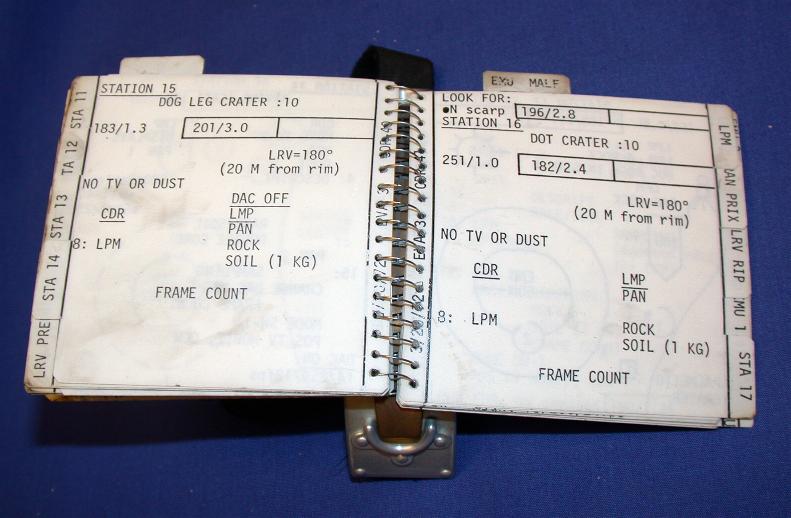 STATION 15
DOG LEG CRATER :10
183/1.3 201/3.0
LRV=180°
(20 M from rim)
NO TV OR DUST
DAC OFF
CDR LMP
PAN
8: LPM ROCK
SOIL (1 KG)
FRAME COUNT
STA 11
TA 12
STA 13
STA 14
LRV PRE
EMU MALF
LOOK FOR:
●N scarp 196/2.8
STATION 16
DOT CRATER :10
251/1.0 182/2.4
LRV=180°
(20 M from rim)
NO TV OR DUST
CDR
LMP
PAN
8: LPM
ROCK
SOIL (1 KG)
FRAME COUNT
LPM
AN PRIX
LRV RIP
MU 1
STA 17